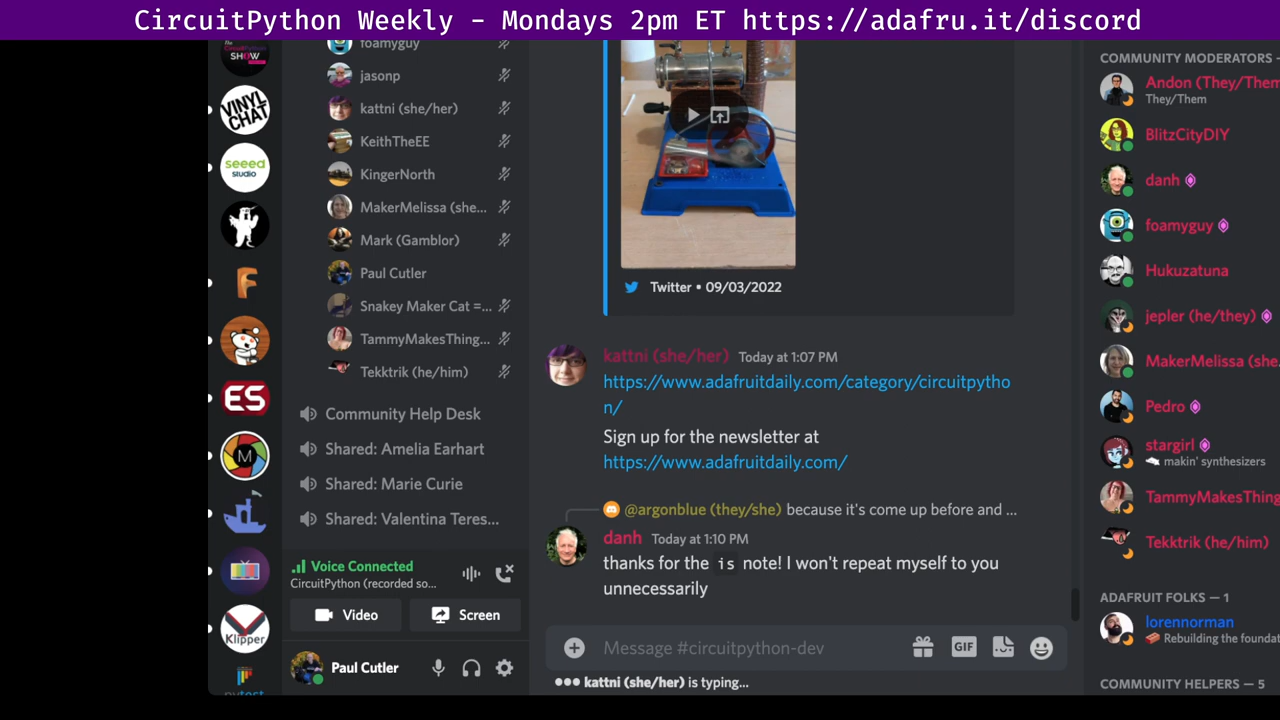 CircuitPython Weekly - Mondays 2pm ET https://adafru.it/discord
SHOW
VINYL
CHAT
seeed
studio
F
ES
M
Klipper
pytest
foamyguy
jasonp
kattni (she/her)
KeithTheEE
KingerNorth
MakerMelissa (she...
Mark (Gamblor)
Paul Cutler
Snakey Maker Cat =...
TammyMakesThing...
Tekktrik (he/him)
Community Help Desk
Shared: Amelia Earhart
Shared: Marie Curie
Shared: Valentina Teres...
Voice Connected
CircuitPython (recorded so...
Video
Screen
Paul Cutler
Twitter • 09/03/2022
kattni (she/her) Today at 1:07 PM
https://www.adafruitdaily.com/category/circuitpytho
n/
Sign up for the newsletter at
https://www.adafruitdaily.com/
@argonblue (they/she) because it's come up before and ...
danh Today at 1:10 PM
thanks for the is note! I won't repeat myself to you
unnecessarily
Message #circuitpython-dev
GIF
kattni (she/her) is typing...
COMMUNITY MODERATORS -
Andon (They/Them
They/Them
BlitzCityDIY
danh
foamyguy
Hukuzatuna
jepler (he/they)
MakerMelissa (she
Pedro
stargirl
makin' synthesizers
TammyMakesThing
Tekktrik (he/him)
ADAFRUIT FOLKS — 1
lorennorman
Rebuilding the foundat
COMMUNITY HELPERS — 5